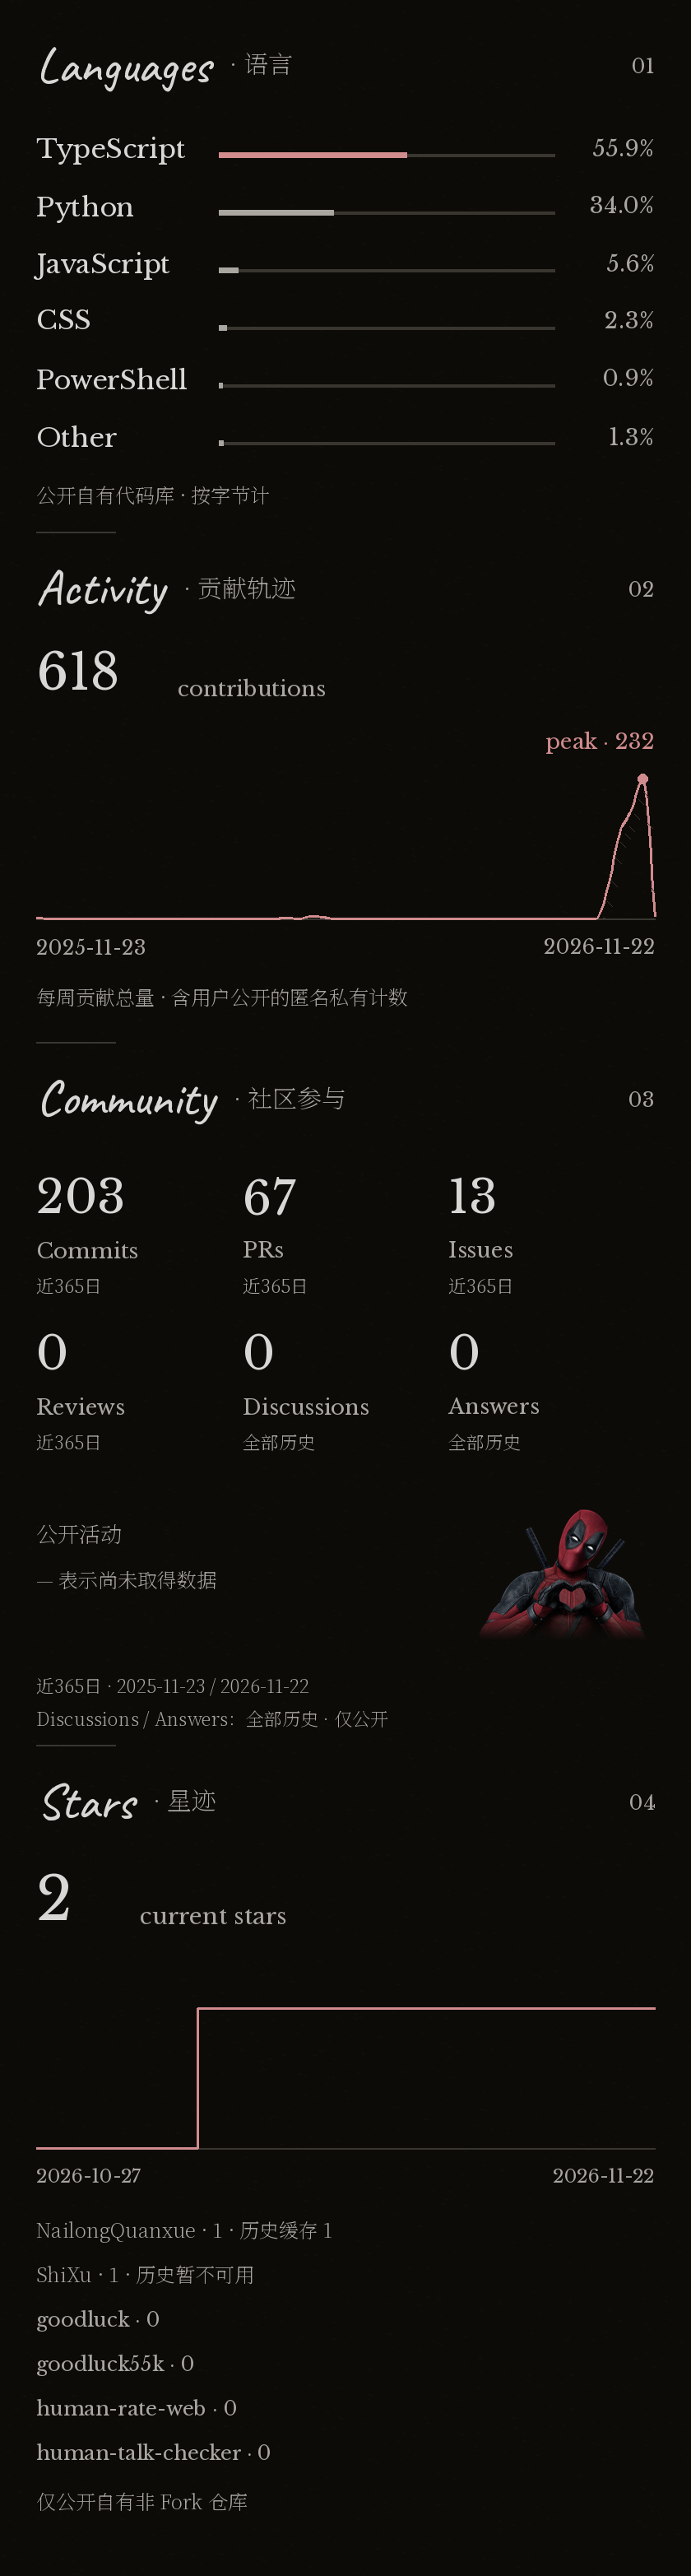 Languages · 语言 01
TypeScript 55.9%
Python 34.0%
JavaScript 5.6%
CSS 2.3%
PowerShell 0.9%
Other 1.3%
公开自有代码库 · 按字节计
Activity · 贡献轨迹 02
618 contributions
peak · 232
2025-11-23 2026-11-22
每周贡献总量 · 含用户公开的匿名私有计数
Community · 社区参与 03
203 67 13
Commits PRs Issues
近365日 近365日 近365日
0 0 0
Reviews Discussions Answers
近365日 全部历史 全部历史
公开活动
— 表示尚未取得数据
近365日 · 2025-11-23 / 2026-11-22
Discussions / Answers: 全部历史 · 仅公开
Stars · 星迹 04
2 current stars
2026-10-27 2026-11-22
NailongQuanxue · 1 · 历史缓存 1
ShiXu · 1 · 历史暂不可用
goodluck · 0
goodluck55k · 0
human-rate-web · 0
human-talk-checker · 0
仅公开自有非 Fork 仓库